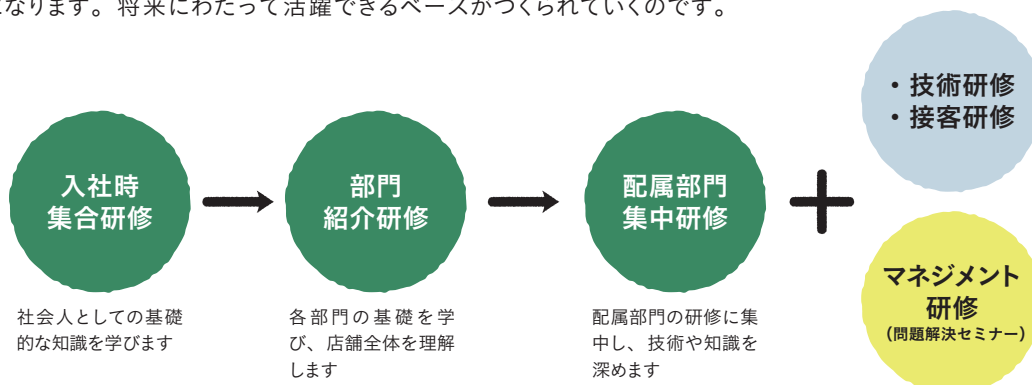 なります。将来にわたって活躍できるベースがつくられていくのです。
入社時
集合研修
社会人としての基礎
的な知識を学びます
部門
紹介研修
各部門の基礎を学
び、店舗全体を理解
します
配属部門
集中研修
配属部門の研修に集
中し、技術や知識を
深めます
・技術研修
・接客研修
マネジメント
研修
(問題解決セミナー)